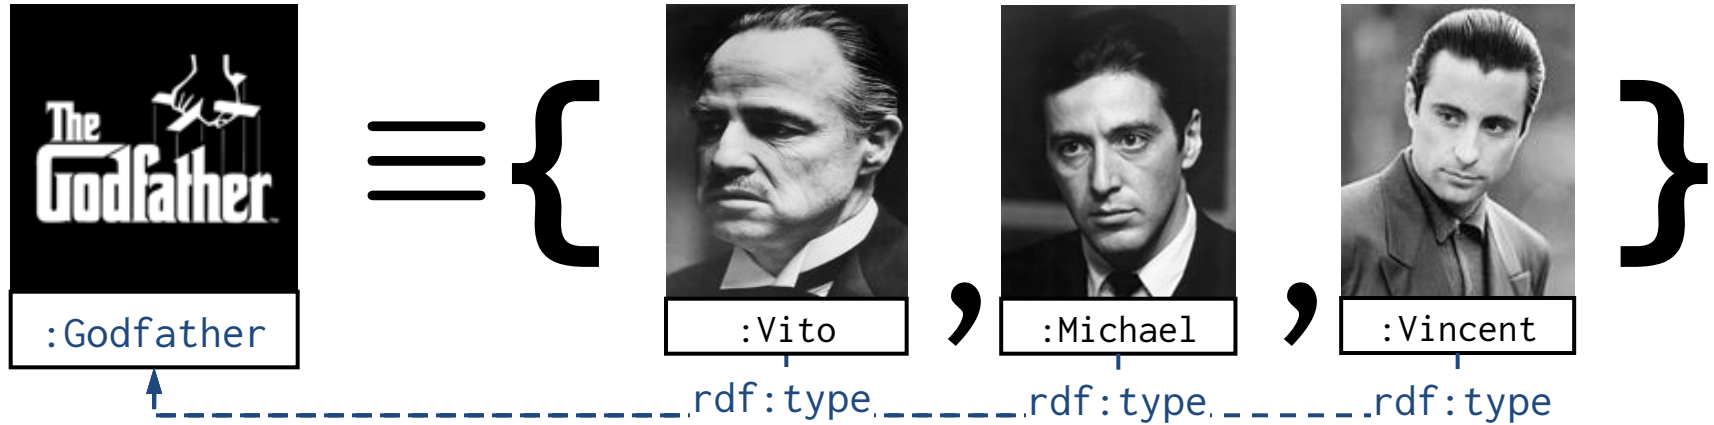 The
Godfather
≡ { , , }
:Godfather
:Vito
:Michael
:Vincent
rdf:type
rdf:type
rdf:type